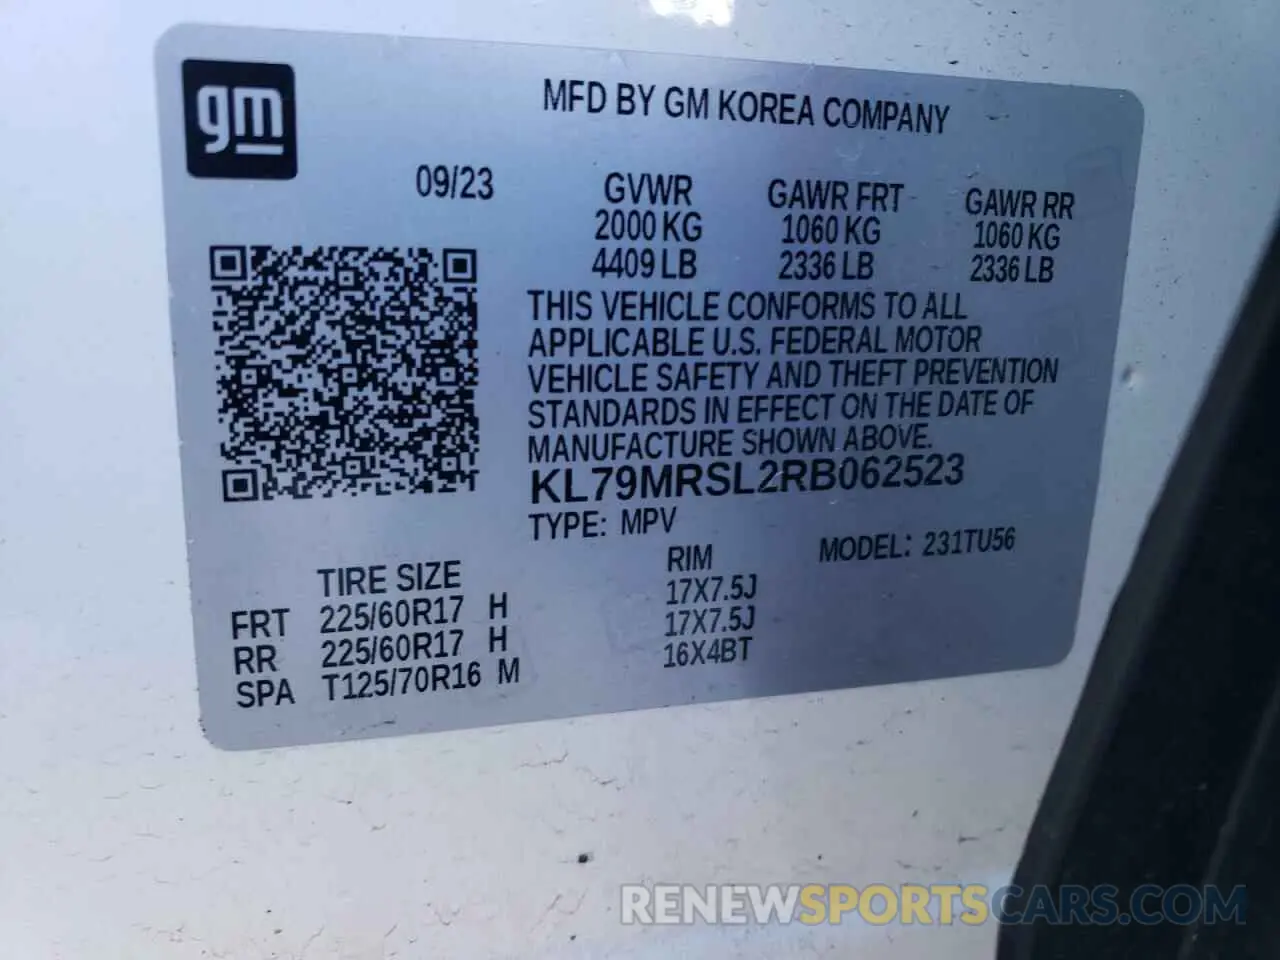 gm
MFD BY GM KOREA COMPANY
09/23 GVWR GAWR FRT GAWR RR
2000 KG 1060 KG 1060 KG
4409 LB 2336 LB 2336 LB
THIS VEHICLE CONFORMS TO ALL
APPLICABLE U.S. FEDERAL MOTOR
VEHICLE SAFETY AND THEFT PREVENTION
STANDARDS IN EFFECT ON THE DATE OF
MANUFACTURE SHOWN ABOVE.
KL79MRSL2RB062523
TYPE: MPV MODEL: 231TU56
TIRE SIZE RIM
FRT 225/60R17 H 17X7.5J
RR 225/60R17 H 17X7.5J
SPA T125/70R16 M 16X4BT
RENEWSPORTSCARS.COM